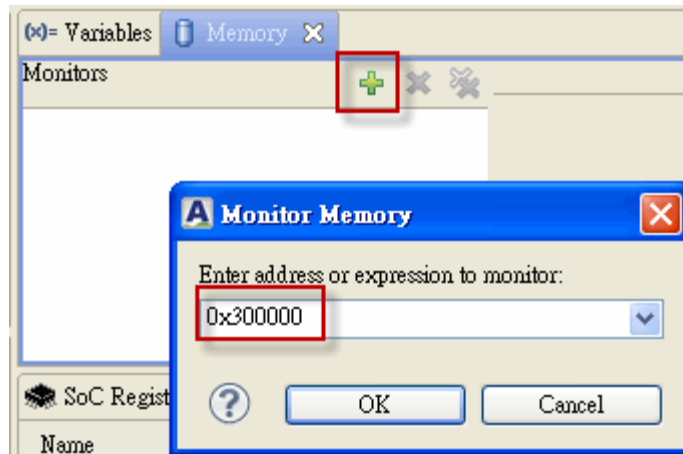 (x)= Variables Memory
Monitors
Monitor Memory
Enter address or expression to monitor:
0x300000
SoC Regist
OK Cancel
Name